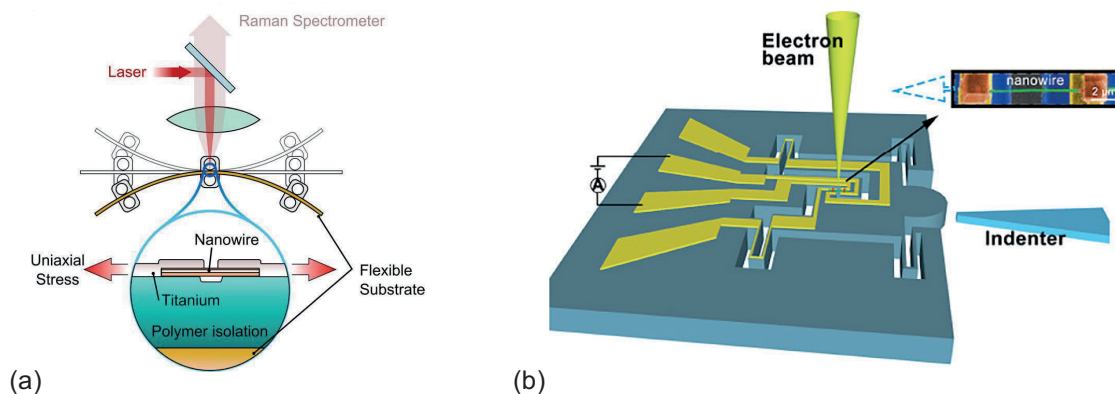 Raman Spectrometer
Laser
Nanowire
Uniaxial
Stress
Titanium
Flexible
Substrate
Polymer isolation
(a)
Electron
beam
nanowire
2 µm
A
Indenter
(b)